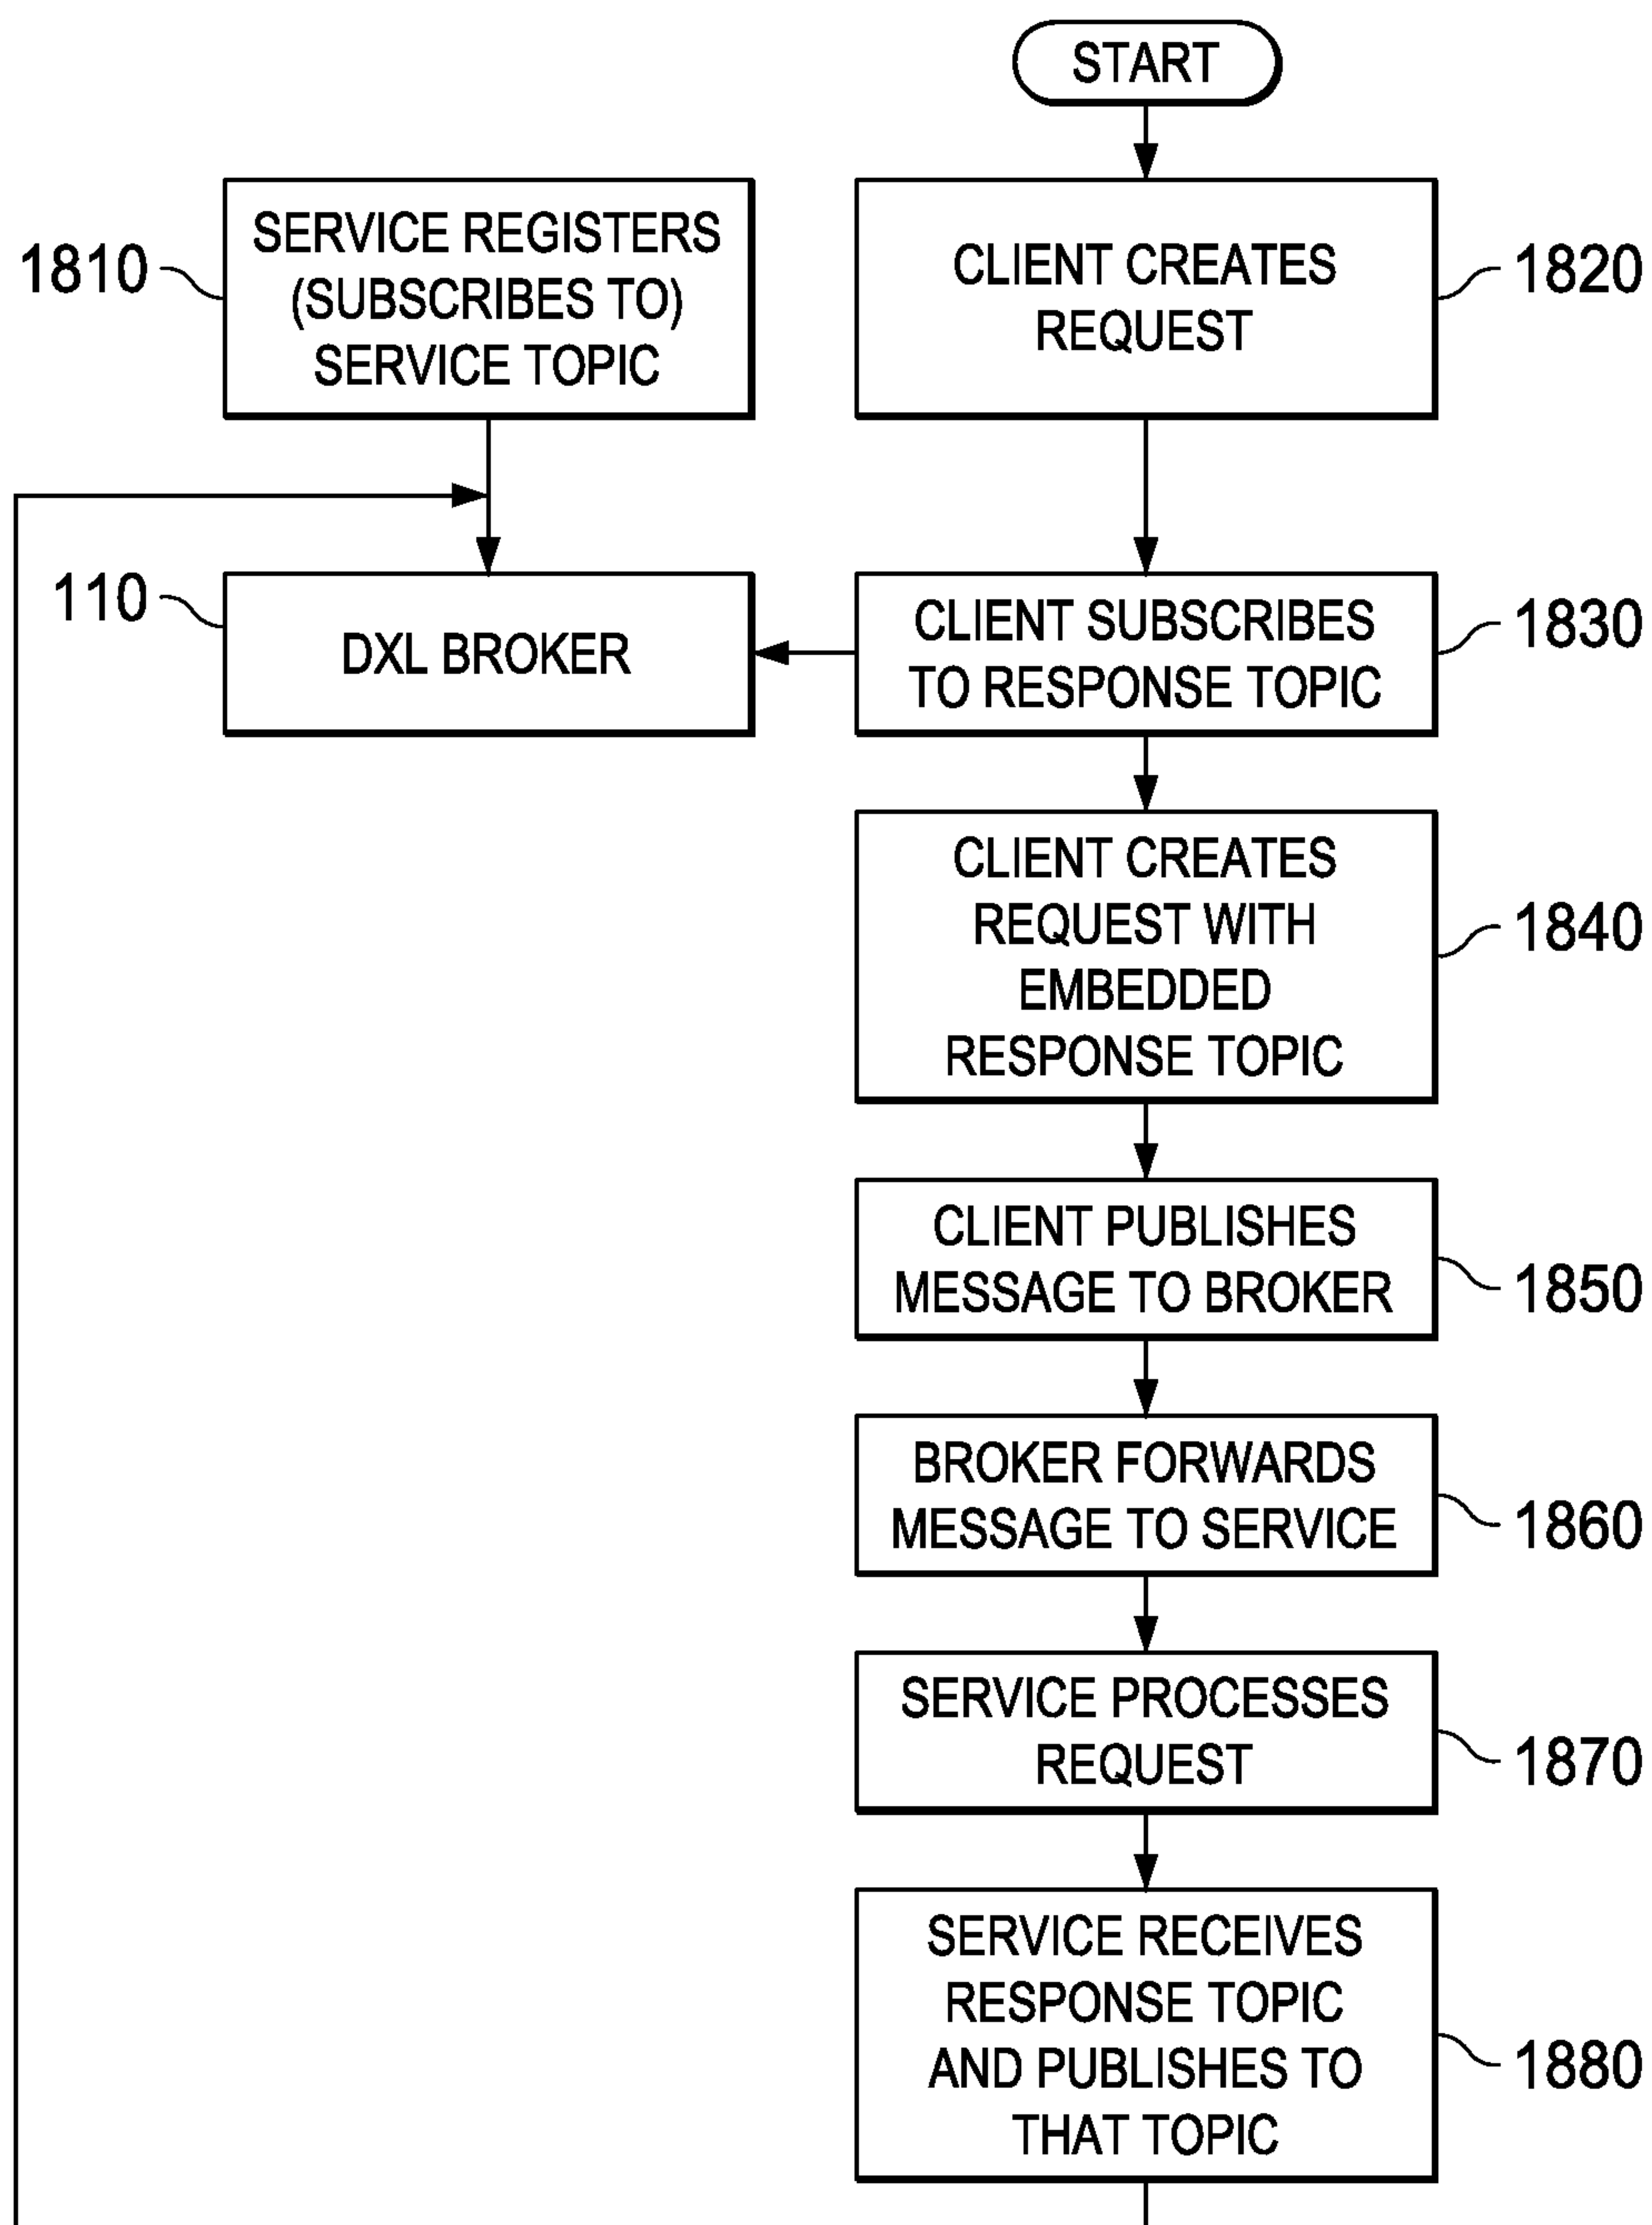 START
1810
SERVICE REGISTERS
(SUBSCRIBES TO)
SERVICE TOPIC
CLIENT CREATES
REQUEST
1820
110
DXL BROKER
CLIENT SUBSCRIBES
TO RESPONSE TOPIC
1830
CLIENT CREATES
REQUEST WITH
EMBEDDED
RESPONSE TOPIC
1840
CLIENT PUBLISHES
MESSAGE TO BROKER
1850
BROKER FORWARDS
MESSAGE TO SERVICE
1860
SERVICE PROCESSES
REQUEST
1870
SERVICE RECEIVES
RESPONSE TOPIC
AND PUBLISHES TO
THAT TOPIC
1880